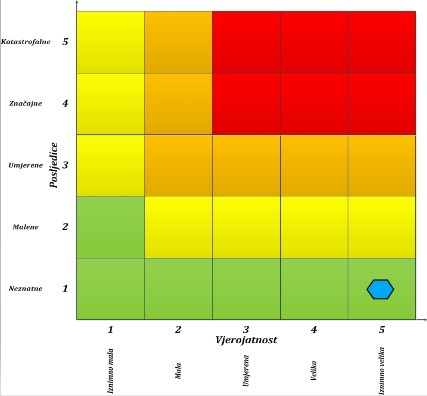 Katastrofalne 5
Značajne 4
Umjerene 3
Posljedice
Malene 2
Neznatne 1
1 2 3 4 5
Vjerojatnost
Iznimno mala
Mala
Umjerena
Velika
Iznimno velika